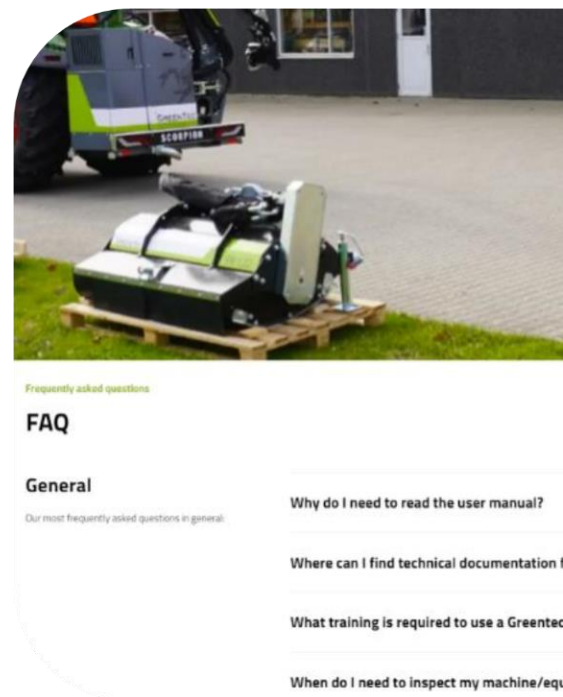 GREENTEC
SCORPION
Frequently asked questions
FAQ
General
Our most frequently asked questions in general.
Why do I need to read the user manual?
Where can I find technical documentation f
What training is required to use a Greentec
When do I need to inspect my machine/equ